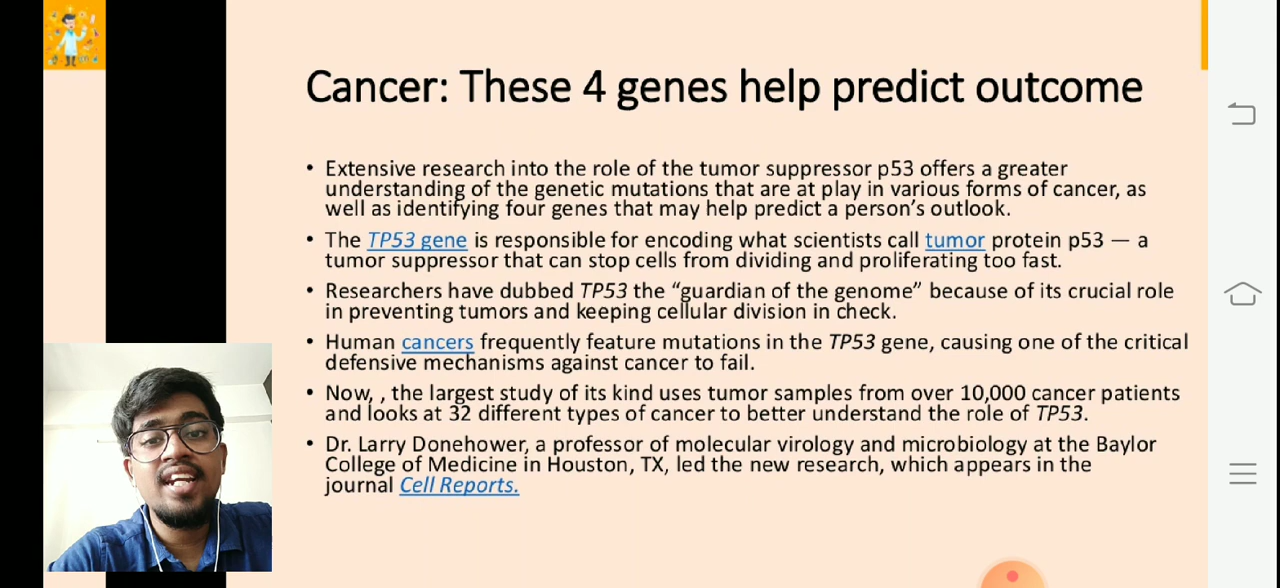 Cancer: These 4 genes help predict outcome
• Extensive research into the role of the tumor suppressor p53 offers a greater
understanding of the genetic mutations that are at play in various forms of cancer, as
well as identifying four genes that may help predict a person’s outlook.
• The TP53 gene is responsible for encoding what scientists call tumor protein p53 — a
tumor suppressor that can stop cells from dividing and proliferating too fast.
• Researchers have dubbed TP53 the “guardian of the genome” because of its crucial role
in preventing tumors and keeping cellular division in check.
• Human cancers frequently feature mutations in the TP53 gene, causing one of the critical
defensive mechanisms against cancer to fail.
• Now, , the largest study of its kind uses tumor samples from over 10,000 cancer patients
and looks at 32 different types of cancer to better understand the role of TP53.
• Dr. Larry Donehower, a professor of molecular virology and microbiology at the Baylor
College of Medicine in Houston, TX, led the new research, which appears in the
journal Cell Reports.